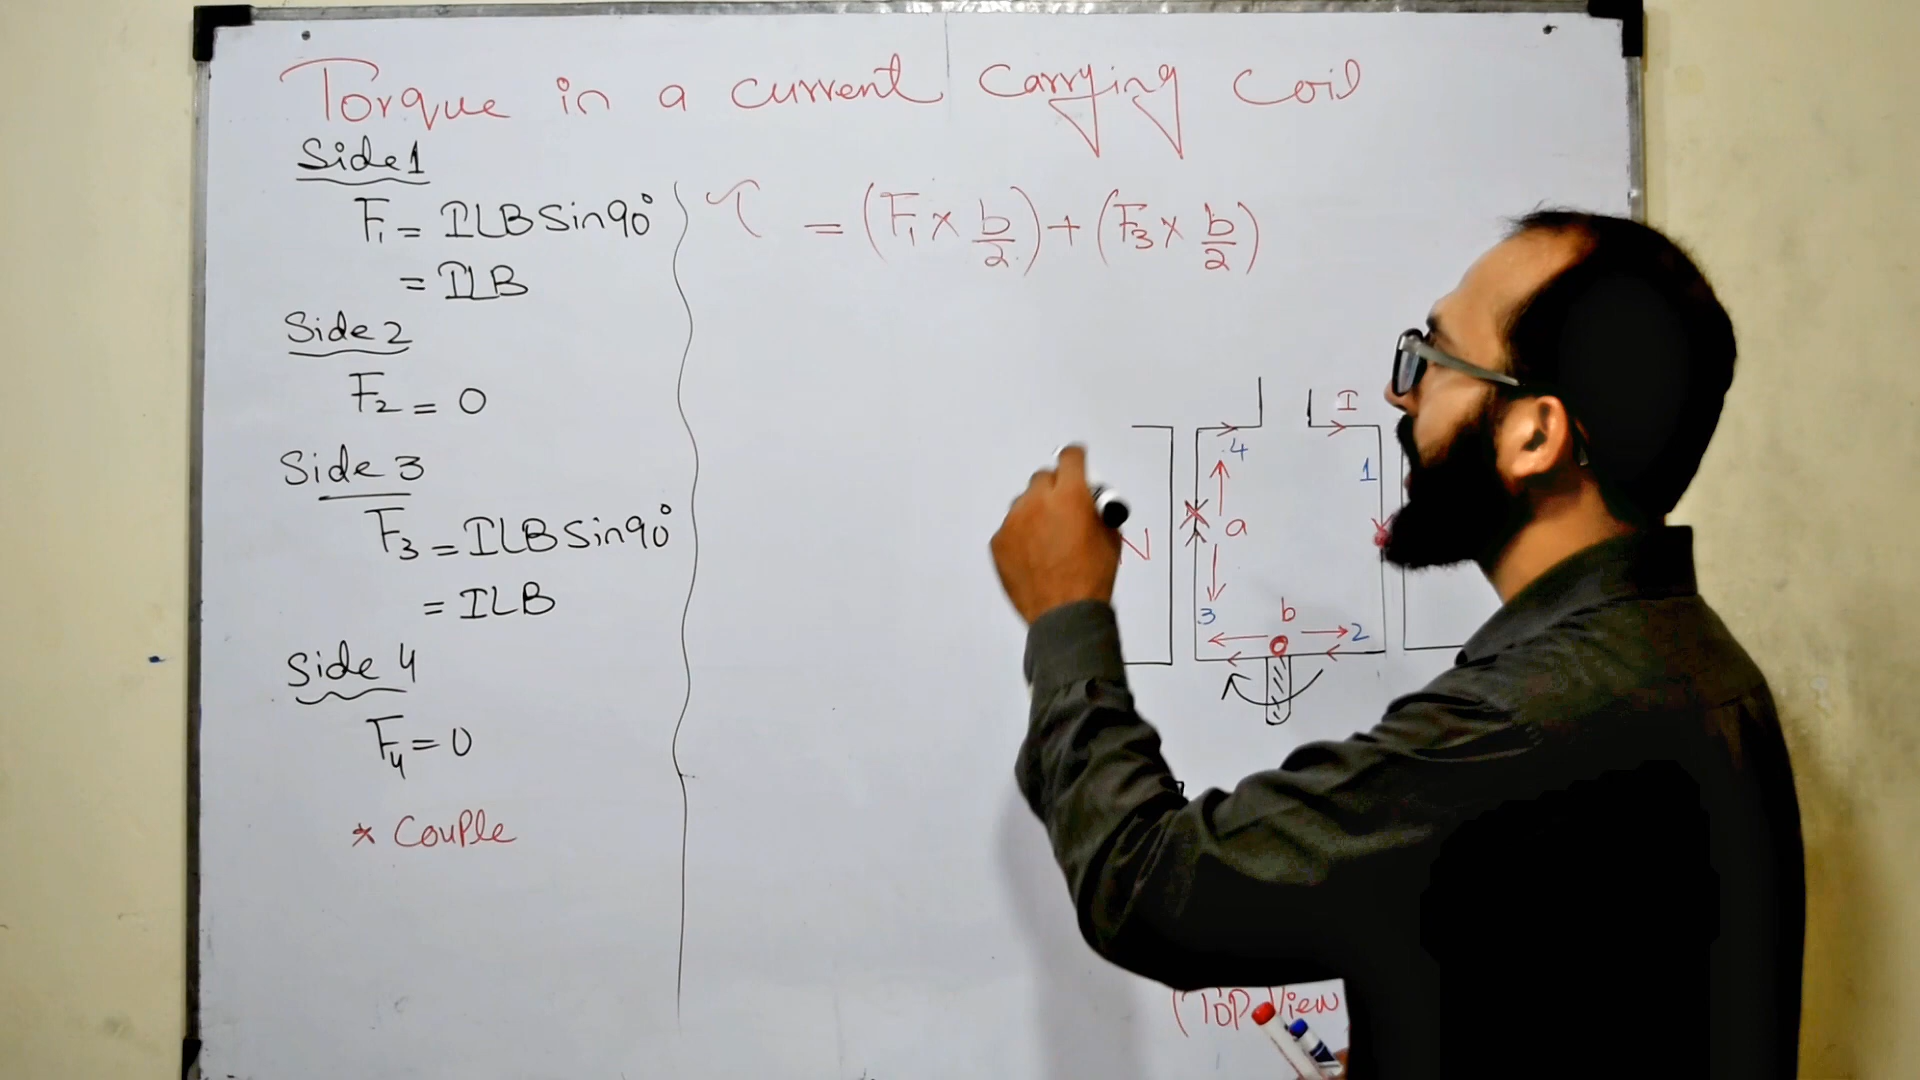 Torque in a current Carrying Coil
Side 1
F₁ = ILB Sin90°
= ILB
Side 2
F₂ = 0
Side 3
F₃ = ILB Sin90°
= ILB
Side 4
F₄ = 0
* Couple
τ = (F₁ × b/2) + (F₃ × b/2)
I
4
1
a
N
3
b
2
(Top View